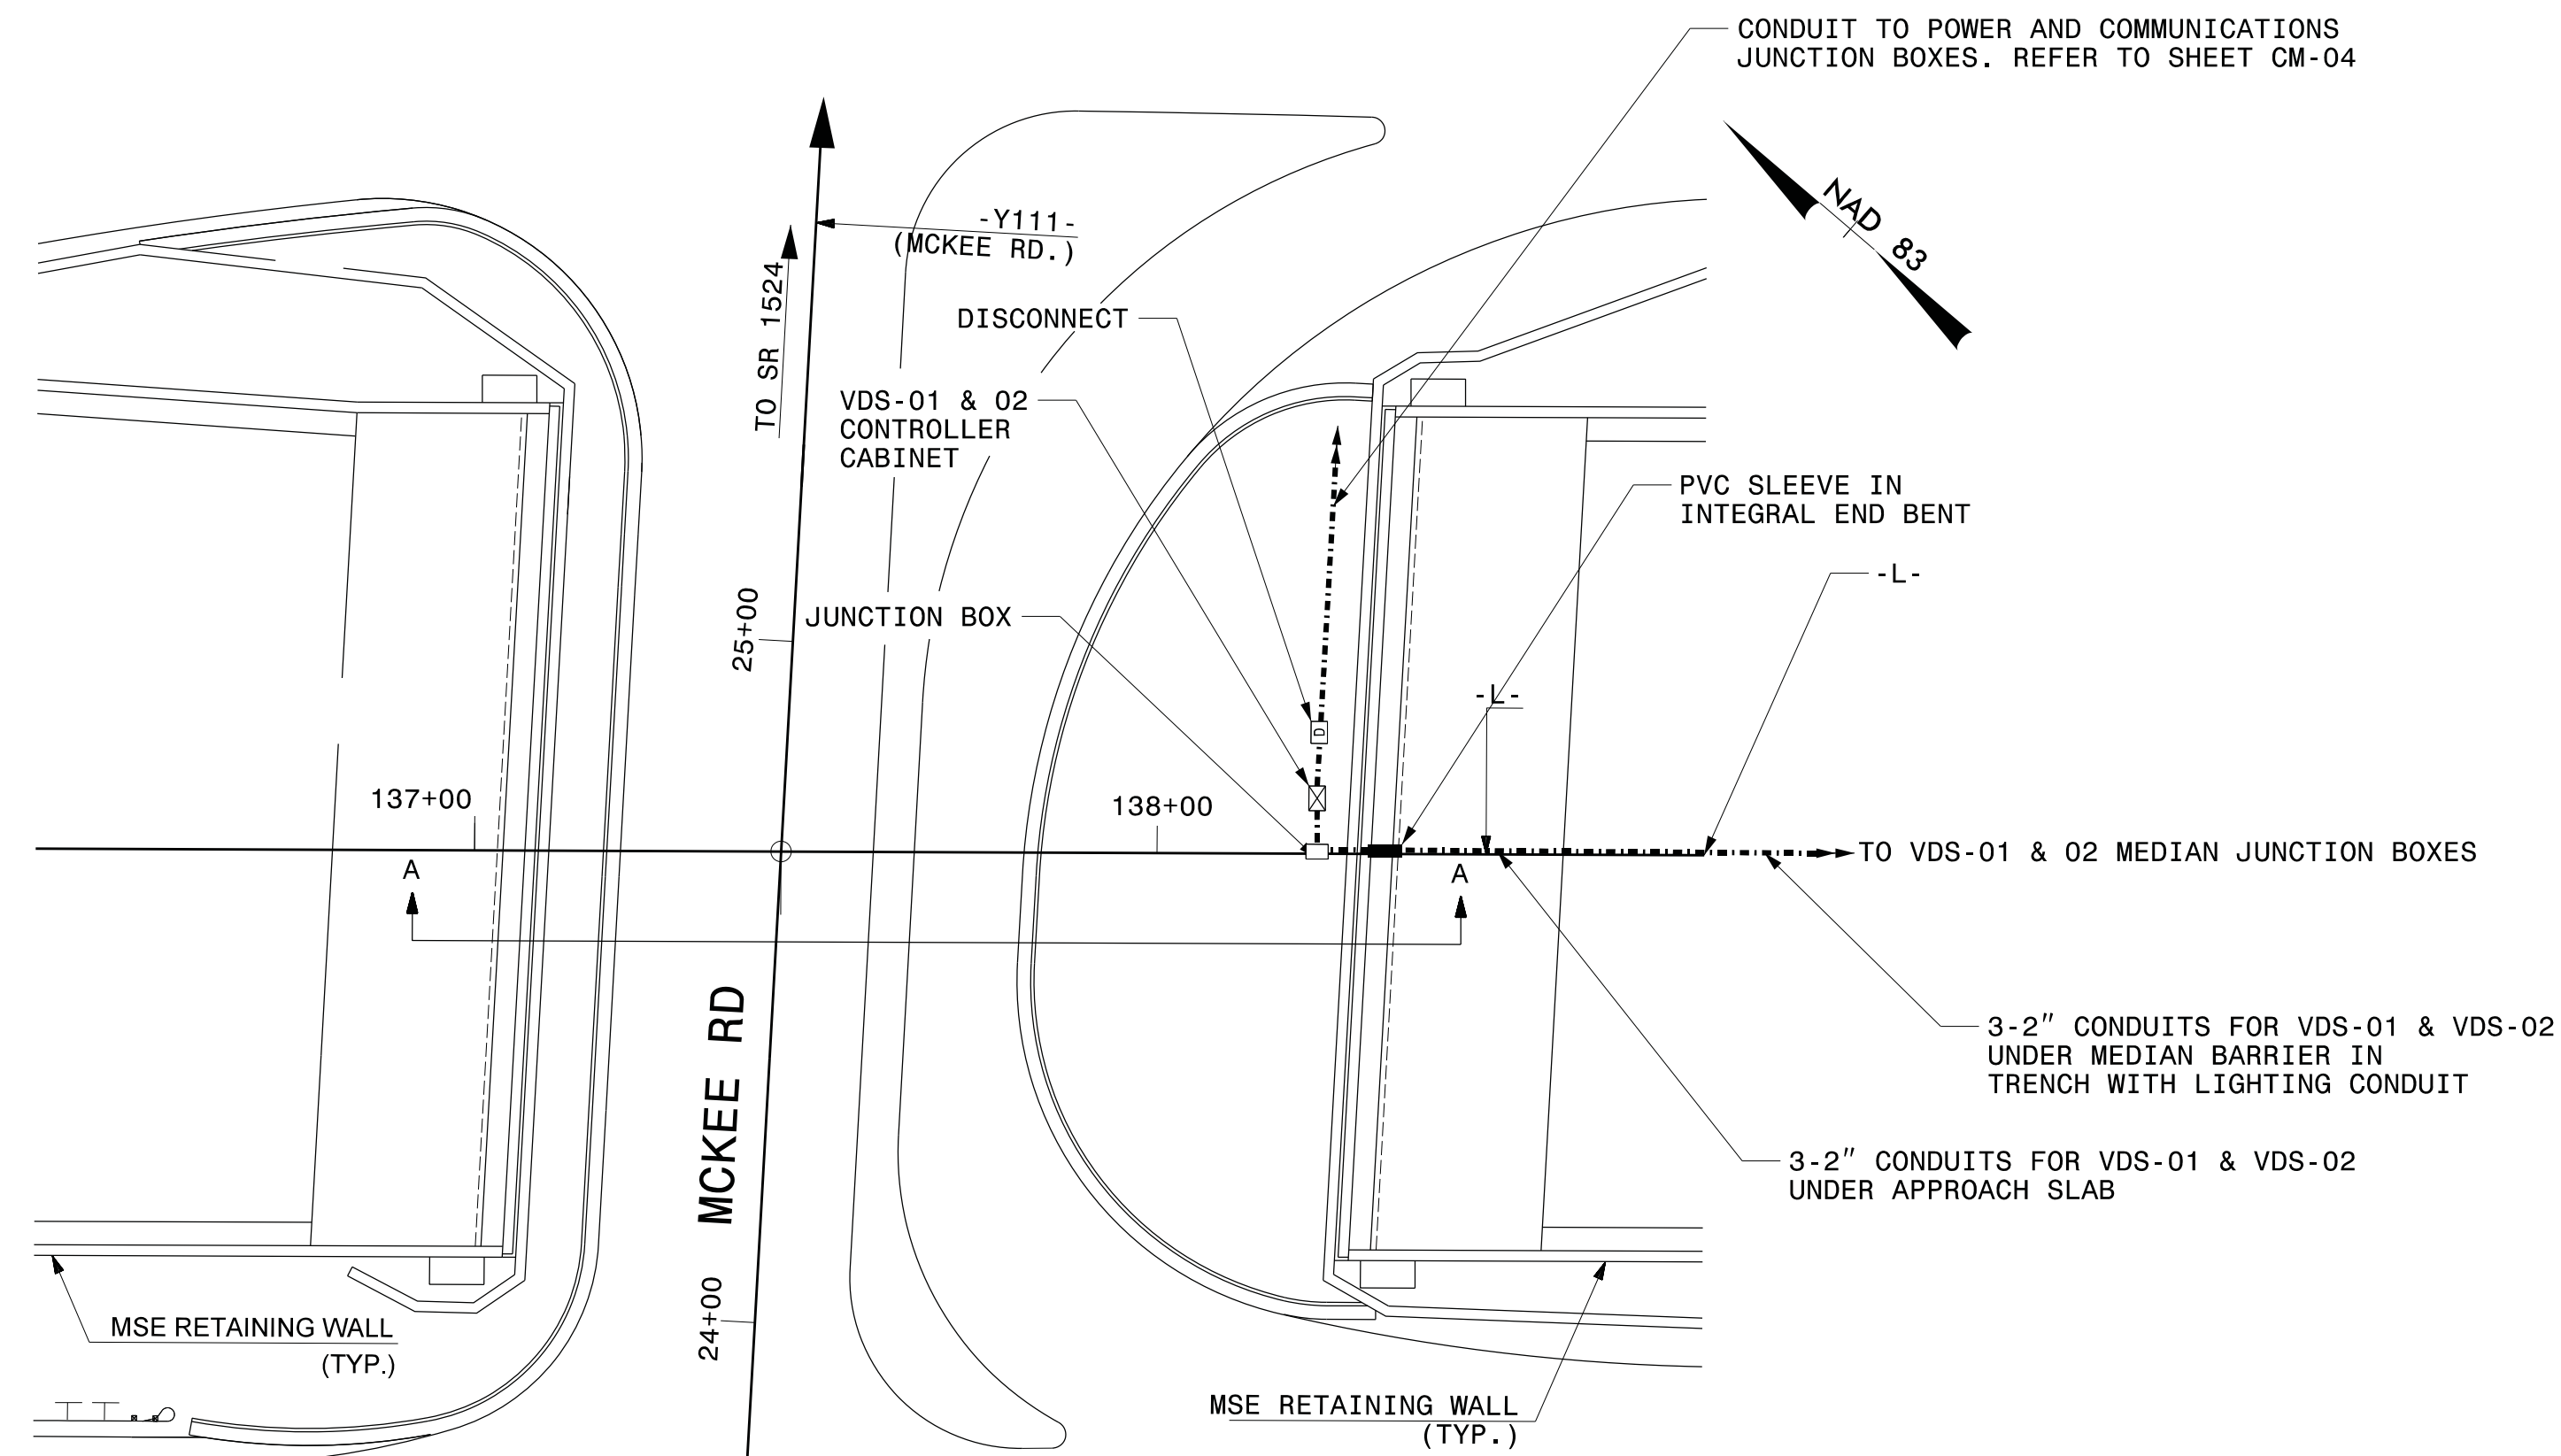 CONDUIT TO POWER AND COMMUNICATIONS
JUNCTION BOXES. REFER TO SHEET CM-04
NAD 83
-Y111-
(MCKEE RD.)
TO SR 1524
DISCONNECT
VDS-01 & 02
CONTROLLER
CABINET
PVC SLEEVE IN
INTEGRAL END BENT
-L-
25+00
JUNCTION BOX
-L-
D
137+00
138+00
A
A
TO VDS-01 & 02 MEDIAN JUNCTION BOXES
MCKEE RD
3-2" CONDUITS FOR VDS-01 & VDS-02
UNDER MEDIAN BARRIER IN
TRENCH WITH LIGHTING CONDUIT
3-2" CONDUITS FOR VDS-01 & VDS-02
UNDER APPROACH SLAB
24+00
MSE RETAINING WALL
(TYP.)
MSE RETAINING WALL
(TYP.)